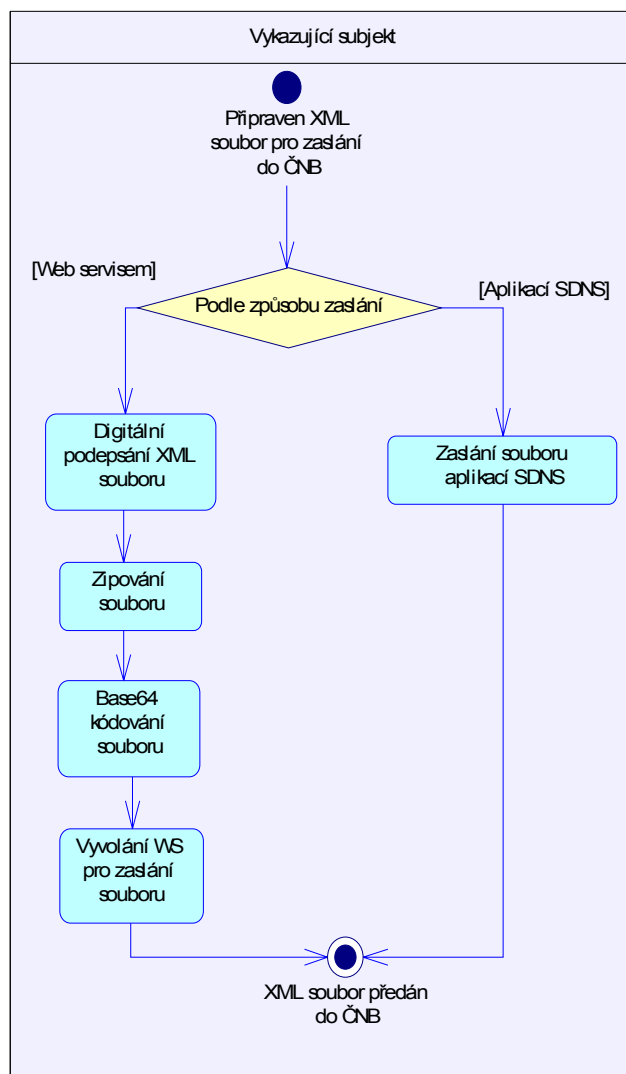 Vykazující subjekt
Připraven XML
soubor pro zaslání
do ČNB
[Web servisem]
[Aplikací SDNS]
Podle způsobu zaslání
Digitální
podepsání XML
souboru
Zaslání souboru
aplikací SDNS
Zipování
souboru
Base64
kódování
souboru
Vyvolání WS
pro zaslání
souboru
XML soubor předán
do ČNB